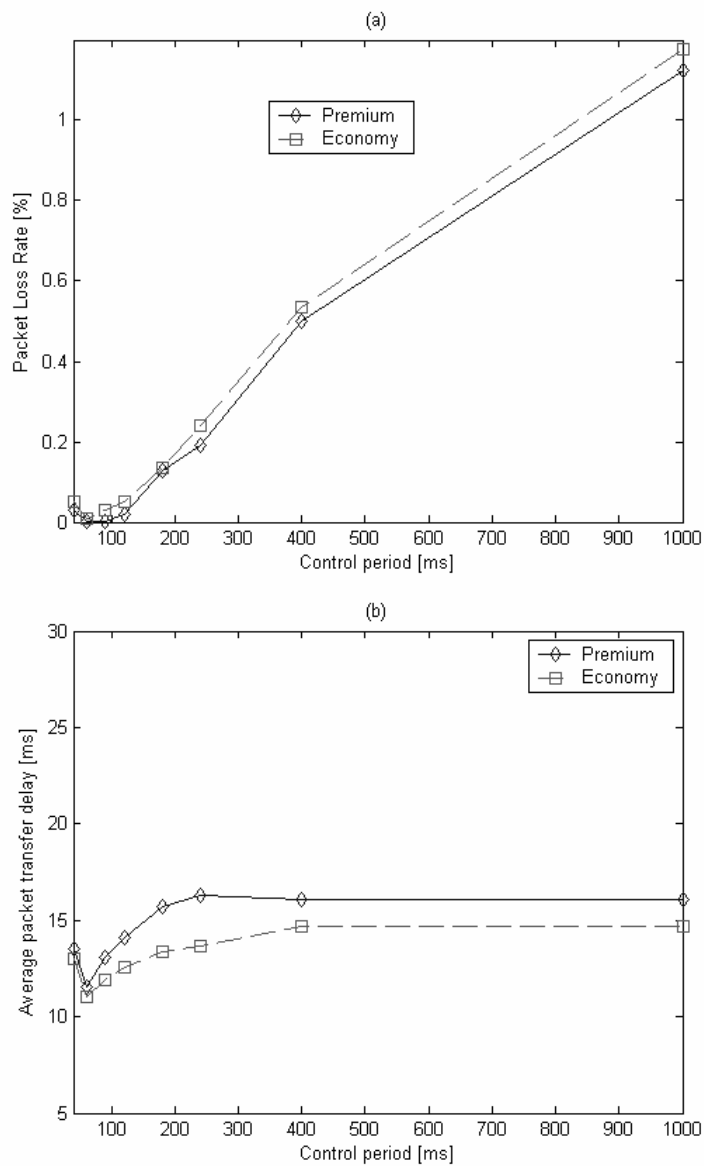 (a)
Packet Loss Rate [%]
1
0.8
0.6
0.4
0.2
0
Premium
Economy
100 200 300 400 500 600 700 800 900 1000
Control period [ms]
(b)
Average packet transfer delay [ms]
30
25
20
15
10
5
Premium
Economy
100 200 300 400 500 600 700 800 900 1000
Control period [ms]